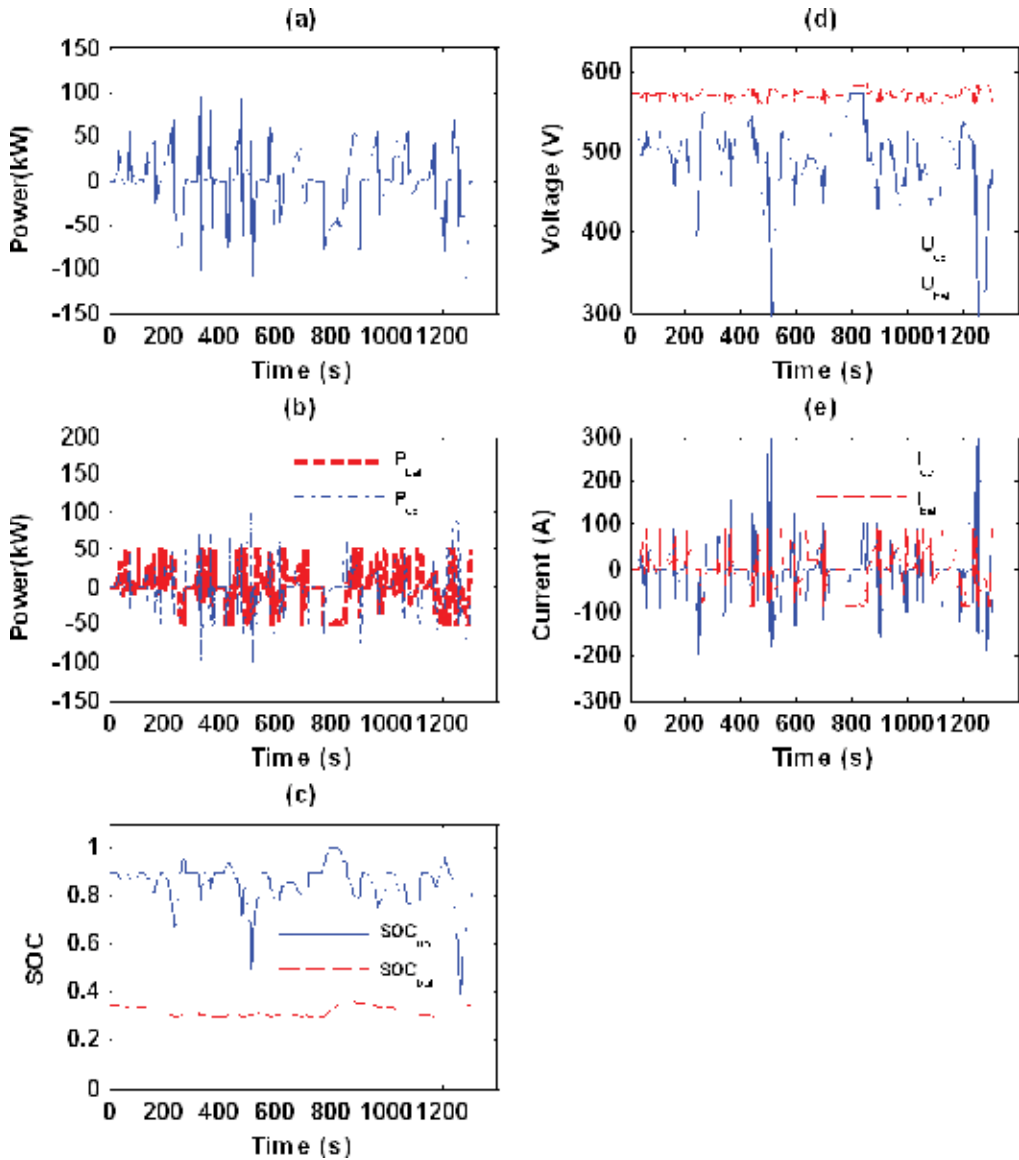 (a)
150
100
50
0
-50
-100
-150
Power(kW)
0 200 400 600 800 1000 1200
Time (s)
(d)
600
500
400
300
Voltage (V)
U
U
0 200 400 600 800 1000 1200
Time (s)
(b)
200
150
100
50
0
-50
-100
-150
Power(kW)
P
P
0 200 400 600 800 1000 1200
Time (s)
(e)
300
200
100
0
-100
-200
-300
Current (A)
I
I
0 200 400 600 800 1000 1200
Time (s)
(c)
1
0.8
0.6
0.4
0.2
0
SOC
SOC
SOC
0 200 400 600 800 1000 1200
Time (s)